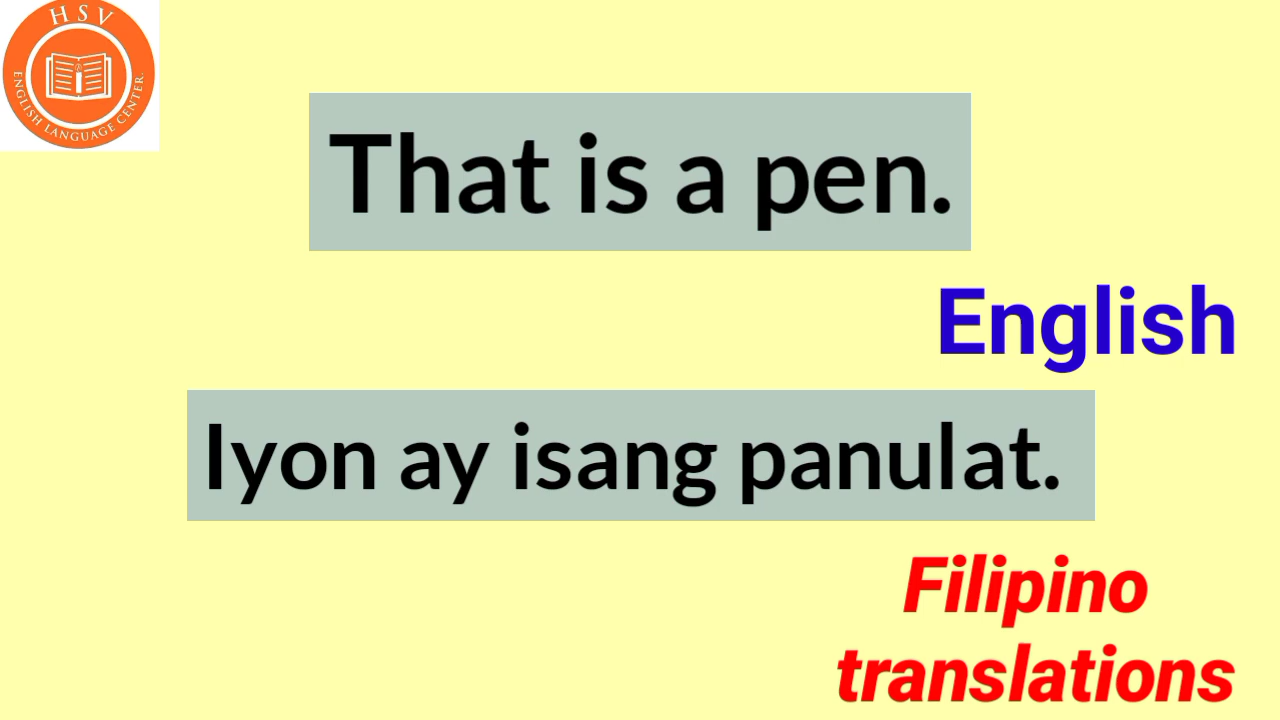 HSV
ENGLISH LANGUAGE CENTER.
That is a pen.
English
Iyon ay isang panulat.
Filipino
translations